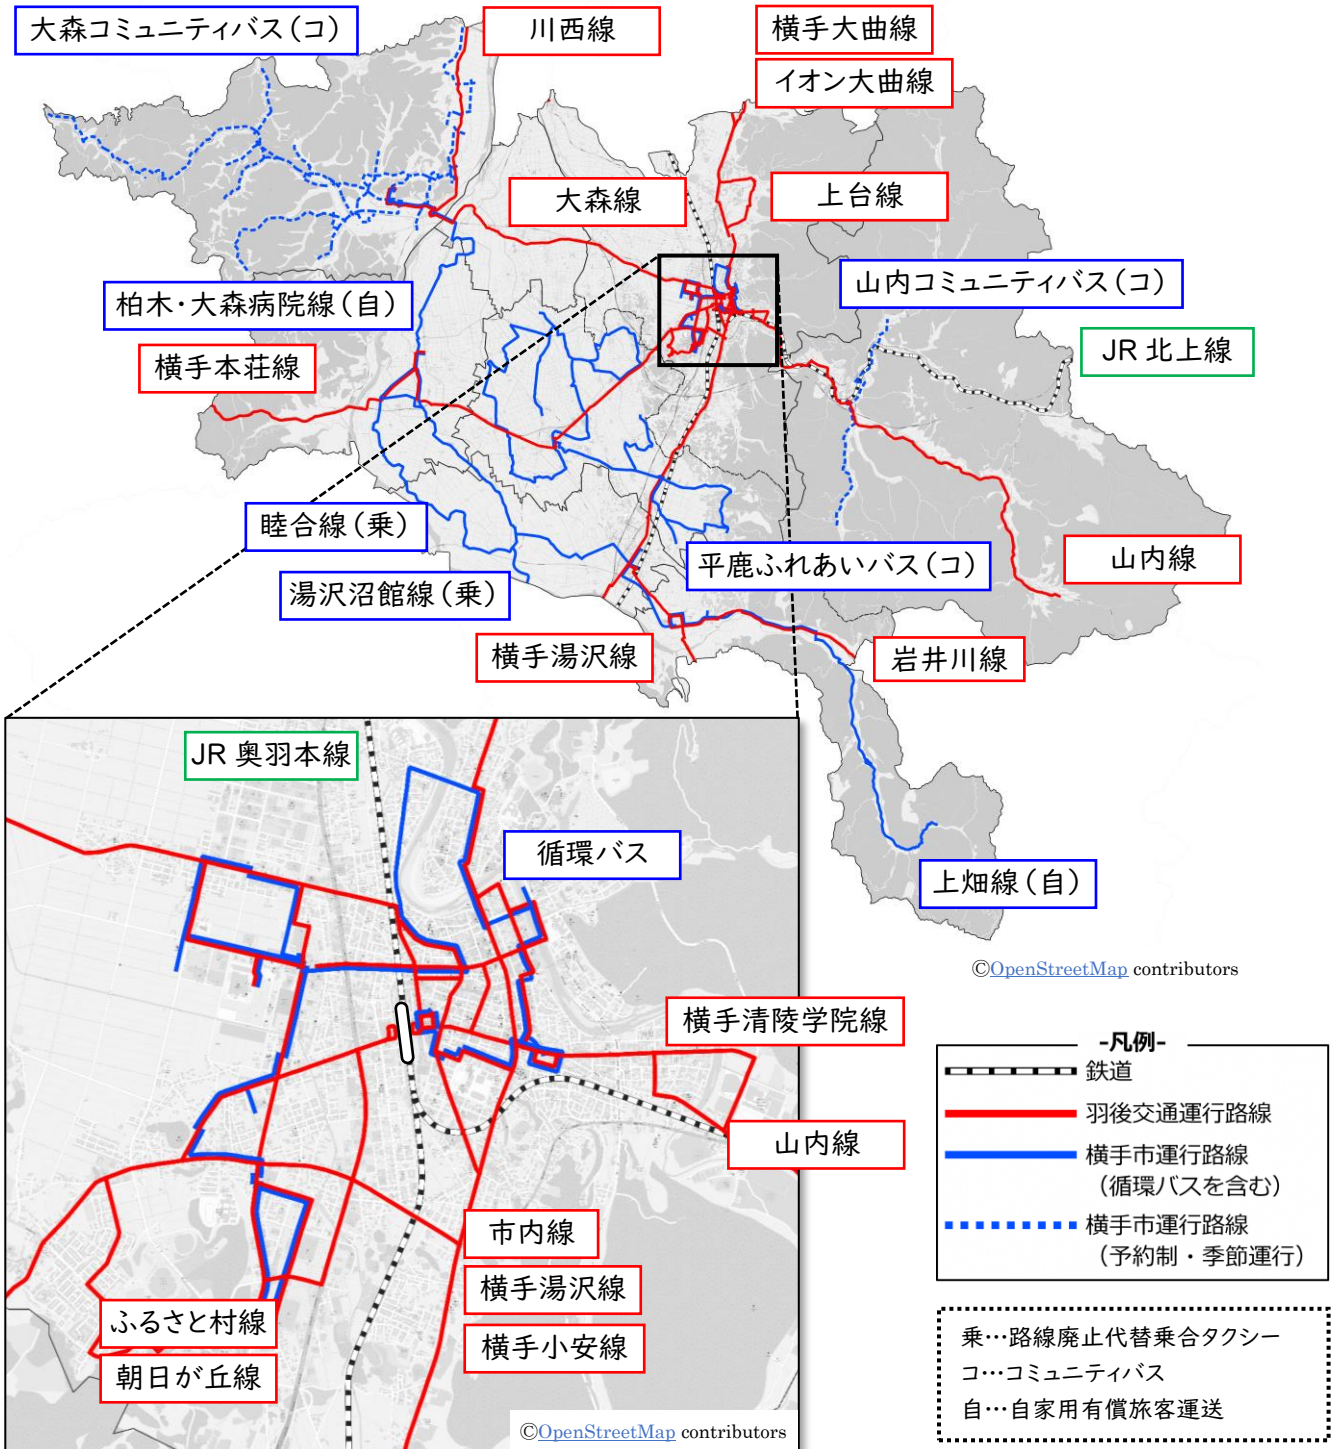 大森コミュニティバス(コ)
川西線
横手大曲線
イオン大曲線
大森線
上台線
柏木・大森病院線(自)
山内コミュニティバス(コ)
横手本荘線
JR 北上線
睦合線(乗)
平鹿ふれあいバス(コ)
山内線
湯沢沼館線(乗)
横手湯沢線
岩井川線
上畑線(自)
©OpenStreetMap contributors
JR 奥羽本線
循環バス
横手清陵学院線
山内線
市内線
横手湯沢線
横手小安線
ふるさと村線
朝日が丘線
©OpenStreetMap contributors
-凡例-
鉄道
羽後交通運行路線
横手市運行路線
(循環バスを含む)
横手市運行路線
(予約制・季節運行)
乗…路線廃止代替乗合タクシー
コ…コミュニティバス
自…自家用有償旅客運送